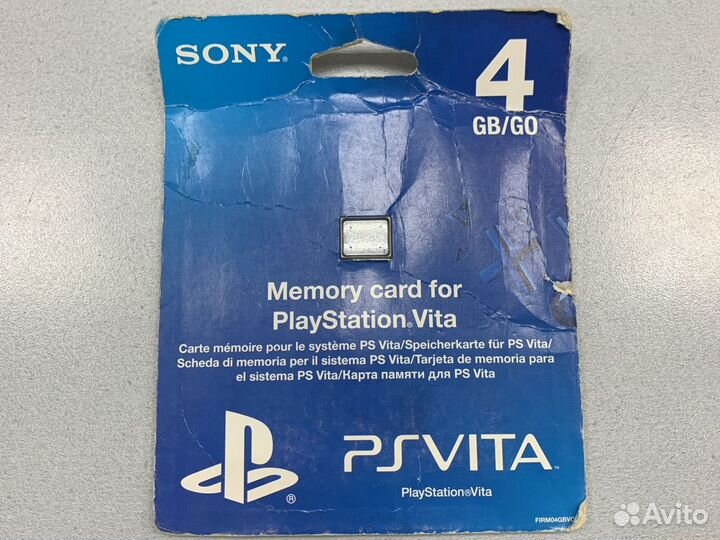 SONY®
4
GB/GO
Memory card for
PlayStation®Vita
Carte mémoire pour le système PS Vita/Speicherkarte für PS Vita/
Scheda di memoria per il sistema PS Vita/Tarjeta de memoria para
el sistema PS Vita/Карта памяти для PS Vita
®
PSVITA™
PlayStation®Vita
Avito